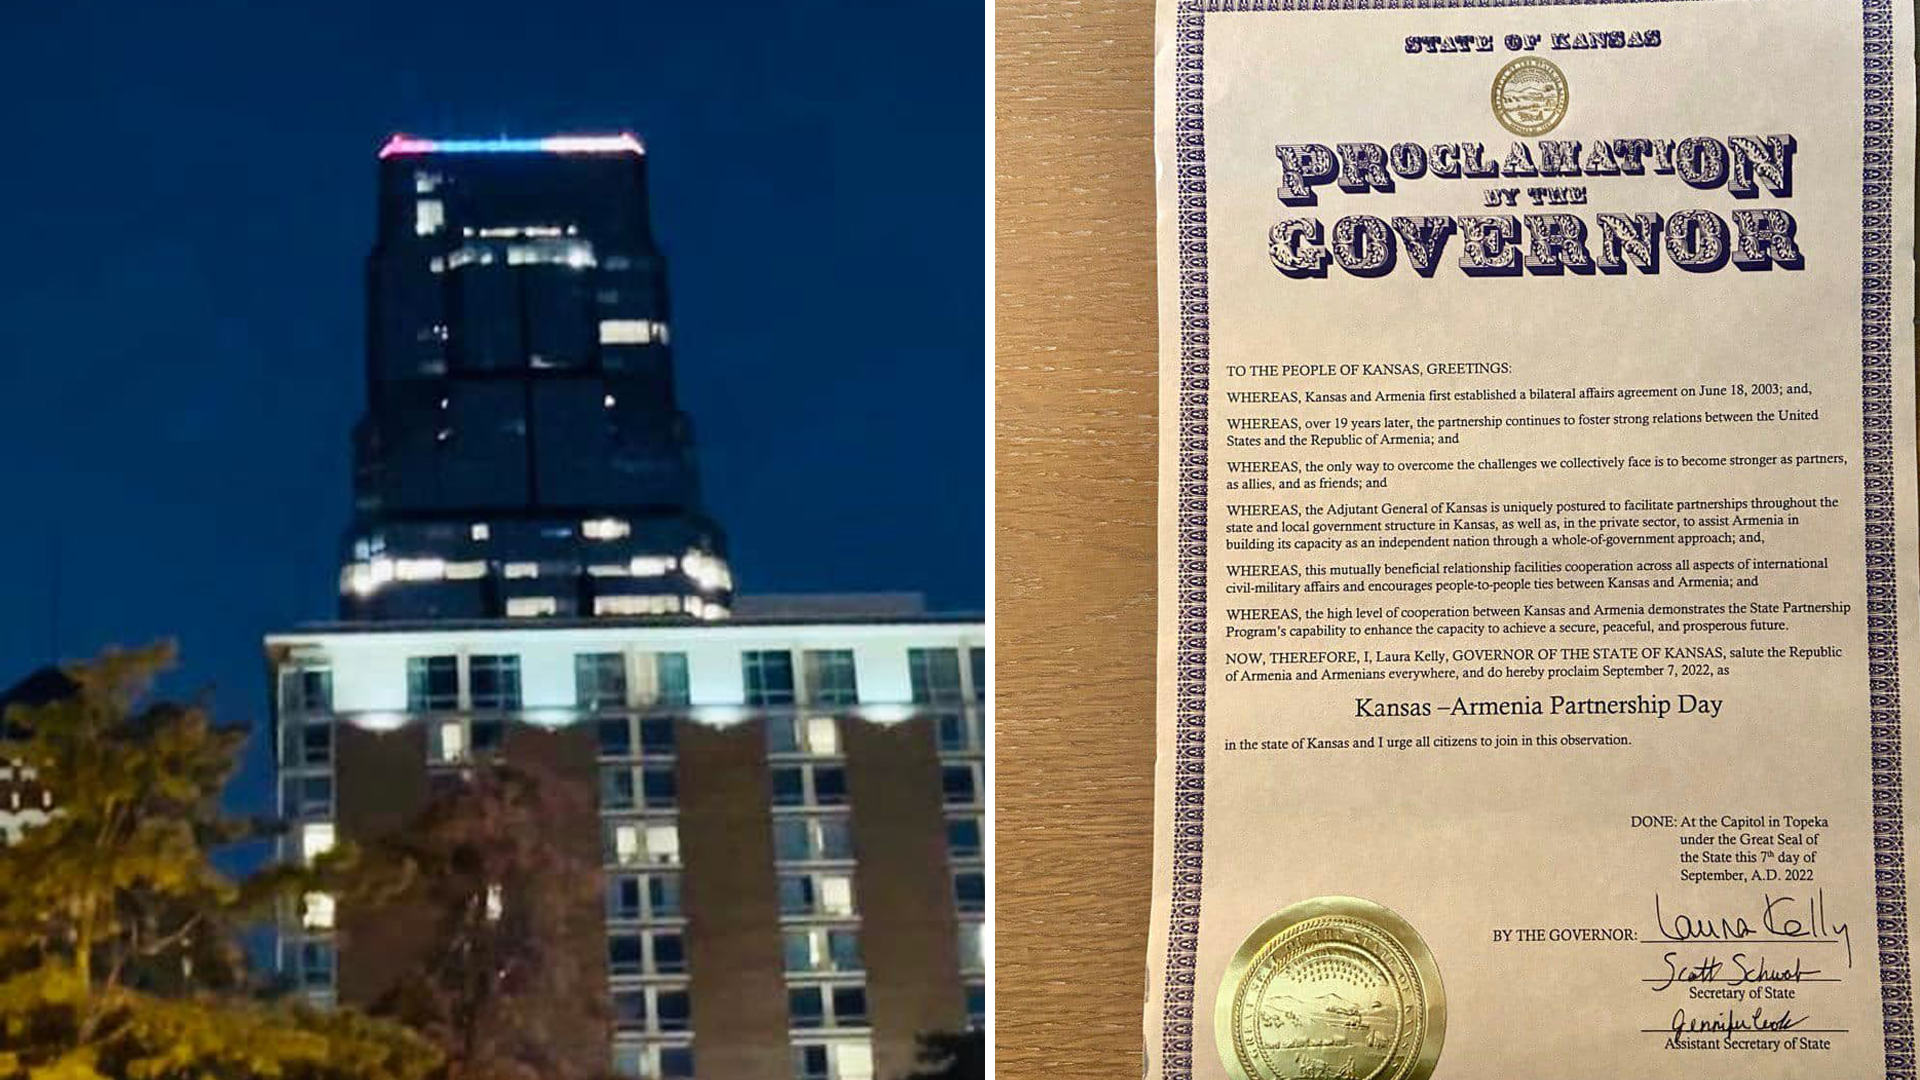 STATE OF KANSAS
PROCLAMATION
BY THE
GOVERNOR
TO THE PEOPLE OF KANSAS, GREETINGS:
WHEREAS, Kansas and Armenia first established a bilateral affairs agreement on June 18, 2003; and,
WHEREAS, over 19 years later, the partnership continues to foster strong relations between the United
States and the Republic of Armenia; and
WHEREAS, the only way to overcome the challenges we collectively face is to become stronger as partners,
as allies, and as friends; and
WHEREAS, the Adjutant General of Kansas is uniquely postured to facilitate partnerships throughout the
state and local government structure in Kansas, as well as, in the private sector, to assist Armenia in
building its capacity as an independent nation through a whole-of-government approach; and,
WHEREAS, this mutually beneficial relationship facilities cooperation across all aspects of international
civil-military affairs and encourages people-to-people ties between Kansas and Armenia; and
WHEREAS, the high level of cooperation between Kansas and Armenia demonstrates the State Partnership
Program's capability to enhance the capacity to achieve a secure, peaceful, and prosperous future.
NOW, THEREFORE, I, Laura Kelly, GOVERNOR OF THE STATE OF KANSAS, salute the Republic
of Armenia and Armenians everywhere, and do hereby proclaim September 7, 2022, as
Kansas –Armenia Partnership Day
in the state of Kansas and I urge all citizens to join in this observation.
DONE: At the Capitol in Topeka
under the Great Seal of
the State this 7th day of
September, A.D. 2022
BY THE GOVERNOR: Laura Kelly
Scott Schwab
Secretary of State
Jennifer
Assistant Secretary of State